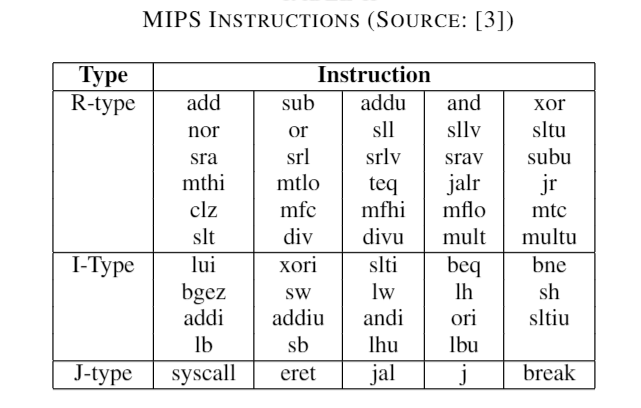 MIPS INSTRUCTIONS (SOURCE: [3])
Type Instruction
R-type add sub addu and xor
nor or sll sllv sltu
sra srl srlv srav subu
mthi mtlo teq jalr jr
clz mfc mfhi mflo mtc
slt div divu mult multu
I-Type lui xori slti beq bne
bgez sw lw lh sh
addi addiu andi ori sltiu
lb sb lhu lbu
J-type syscall eret jal j break